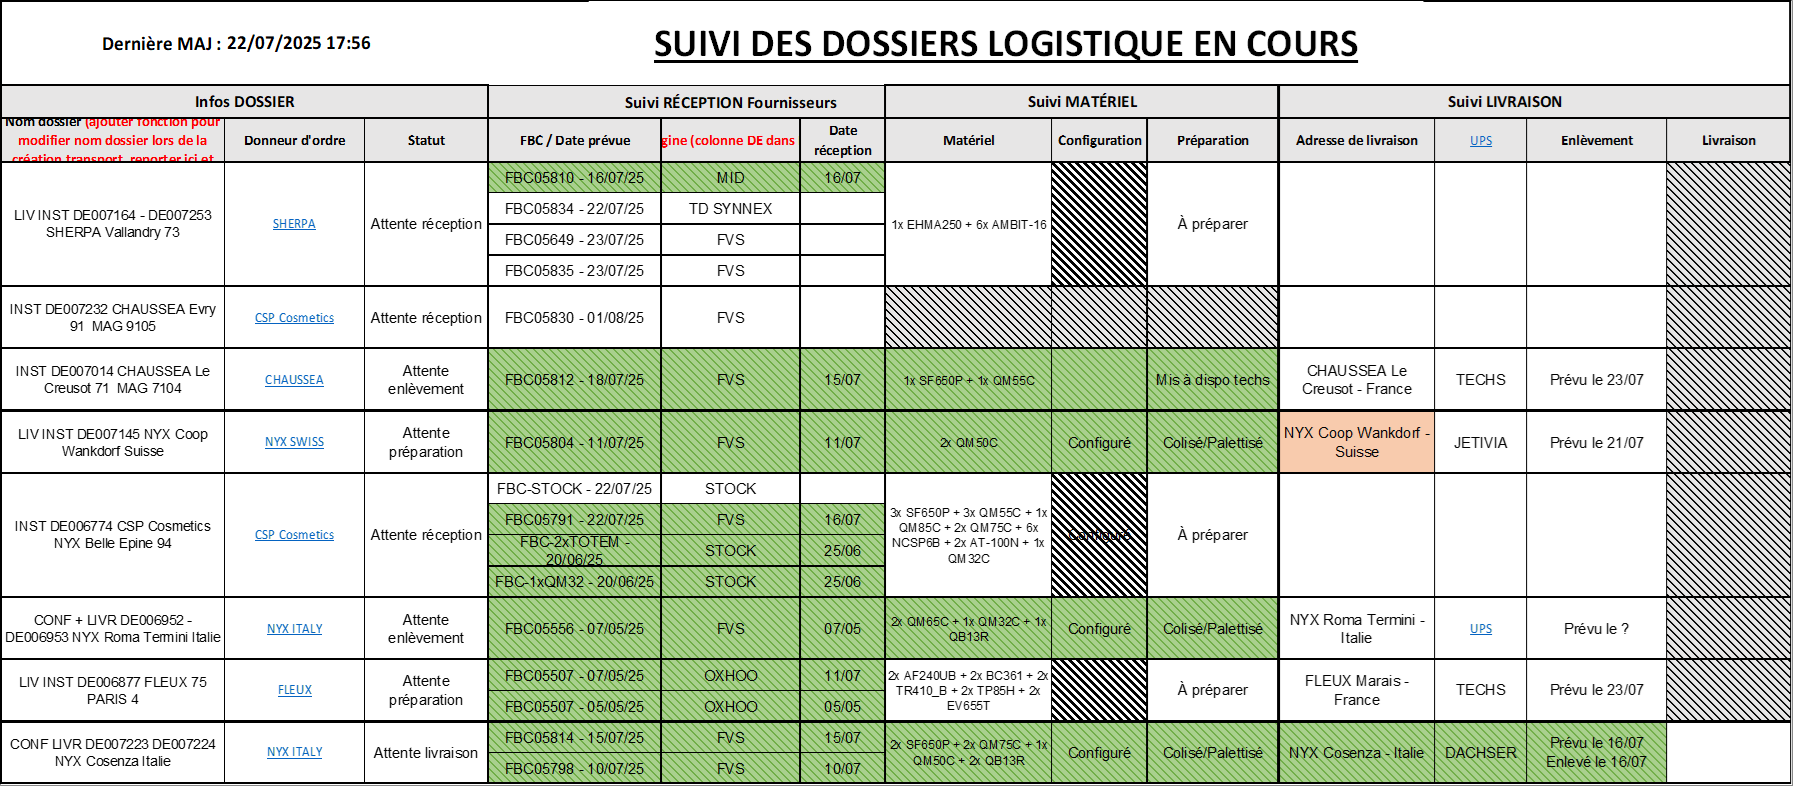 Dernière MAJ : 22/07/2025 17:56
SUIVI DES DOSSIERS LOGISTIQUE EN COURS
Infos DOSSIER
Suivi RÉCEPTION Fournisseurs
Suivi MATÉRIEL
Suivi LIVRAISON
Nom dossier (ajouter fonction pour
modifier nom dossier lors de la
création transport, reporter ici et
Donneur d'ordre
Statut
FBC / Date prévue
gine (colonne DE dans
Date
réception
Matériel
Configuration
Préparation
Adresse de livraison
UPS
Enlèvement
Livraison
LIV INST DE007164 - DE007253
SHERPA Vallandry 73
SHERPA
Attente réception
FBC05810 - 16/07/25
MID
16/07
FBC05834 - 22/07/25
TD SYNNEX
FBC05649 - 23/07/25
FVS
FBC05835 - 23/07/25
FVS
1x EHMA250 + 6x AMBIT-16
À préparer
INST DE007232 CHAUSSEA Evry
91 MAG 9105
CSP Cosmetics
Attente réception
FBC05830 - 01/08/25
FVS
INST DE007014 CHAUSSEA Le
Creusot 71 MAG 7104
CHAUSSEA
Attente
enlèvement
FBC05812 - 18/07/25
FVS
15/07
1x SF650P + 1x QM55C
Mis à dispo techs
CHAUSSEA Le
Creusot - France
TECHS
Prévu le 23/07
LIV INST DE007145 NYX Coop
Wankdorf Suisse
NYX SWISS
Attente
préparation
FBC05804 - 11/07/25
FVS
11/07
2x QM50C
Configuré
Colisé/Palettisé
NYX Coop Wankdorf -
Suisse
JETIVIA
Prévu le 21/07
INST DE006774 CSP Cosmetics
NYX Belle Epine 94
CSP Cosmetics
Attente réception
FBC-STOCK - 22/07/25
STOCK
FBC05791 - 22/07/25
FVS
16/07
FBC-2xTOTEM -
20/06/25
STOCK
25/06
FBC-1xQM32 - 20/06/25
STOCK
25/06
3x SF650P + 3x QM55C + 1x
QM85C + 2x QM75C + 6x
NCSP6B + 2x AT-100N + 1x
QM32C
Configuré
À préparer
CONF + LIVR DE006952 -
DE006953 NYX Roma Termini Italie
NYX ITALY
Attente
enlèvement
FBC05556 - 07/05/25
FVS
07/05
2x QM65C + 1x QM32C + 1x
QB13R
Configuré
Colisé/Palettisé
NYX Roma Termini -
Italie
UPS
Prévu le ?
LIV INST DE006877 FLEUX 75
PARIS 4
FLEUX
Attente
préparation
FBC05507 - 07/05/25
OXHOO
11/07
FBC05507 - 05/05/25
OXHOO
05/05
2x AF240UB + 2x BC361 + 2x
TR410_B + 2x TP85H + 2x
EV655T
À préparer
FLEUX Marais -
France
TECHS
Prévu le 23/07
CONF LIVR DE007223 DE007224
NYX Cosenza Italie
NYX ITALY
Attente livraison
FBC05814 - 15/07/25
FVS
15/07
FBC05798 - 10/07/25
FVS
10/07
2x SF650P + 2x QM75C + 1x
QM50C + 2x QB13R
Configuré
Colisé/Palettisé
NYX Cosenza - Italie
DACHSER
Prévu le 16/07
Enlevé le 16/07